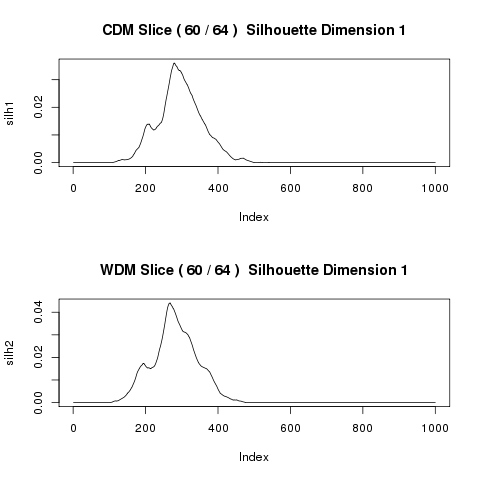 CDM Slice ( 60 / 64 )  Silhouette Dimension 1
silh1
0.02
0.00
0 200 400 600 800 1000
Index
WDM Slice ( 60 / 64 )  Silhouette Dimension 1
silh2
0.04
0.02
0.00
0 200 400 600 800 1000
Index